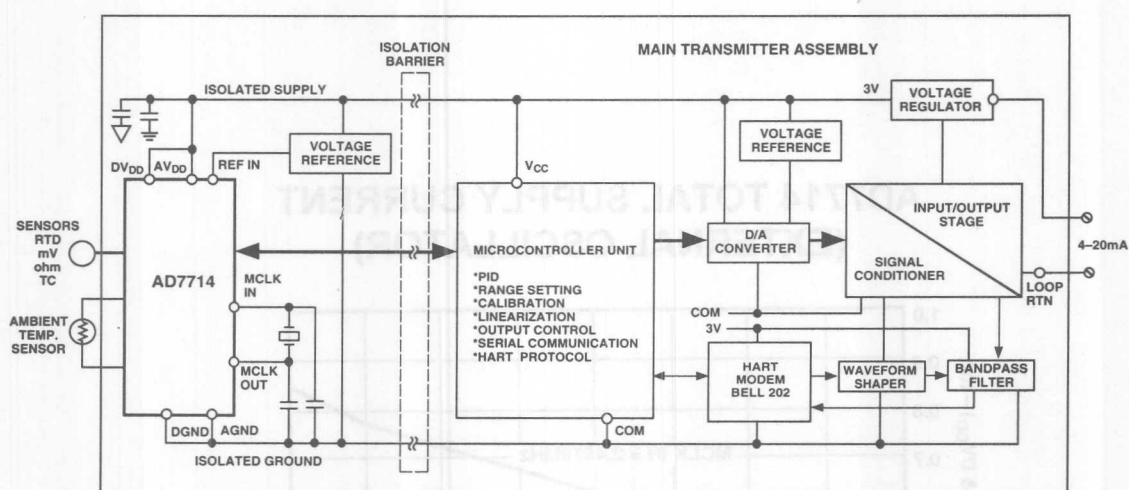 ISOLATION
BARRIER
MAIN TRANSMITTER ASSEMBLY
ISOLATED SUPPLY
3V
VOLTAGE
REGULATOR
VOLTAGE
REFERENCE
VOLTAGE
REFERENCE
DVDD
AVDD
REF IN
VCC
SENSORS
RTD
mV
ohm
TC
AD7714
MCLK
IN
MICROCONTROLLER UNIT
*PID
*RANGE SETTING
*CALIBRATION
*LINEARIZATION
*OUTPUT CONTROL
*SERIAL COMMUNICATION
*HART PROTOCOL
D/A
CONVERTER
INPUT/OUTPUT
STAGE
SIGNAL
CONDITIONER
4–20mA
LOOP
RTN
AMBIENT
TEMP.
SENSOR
MCLK
OUT
COM
3V
HART
MODEM
BELL 202
WAVEFORM
SHAPER
BANDPASS
FILTER
DGND
AGND
COM
ISOLATED GROUND